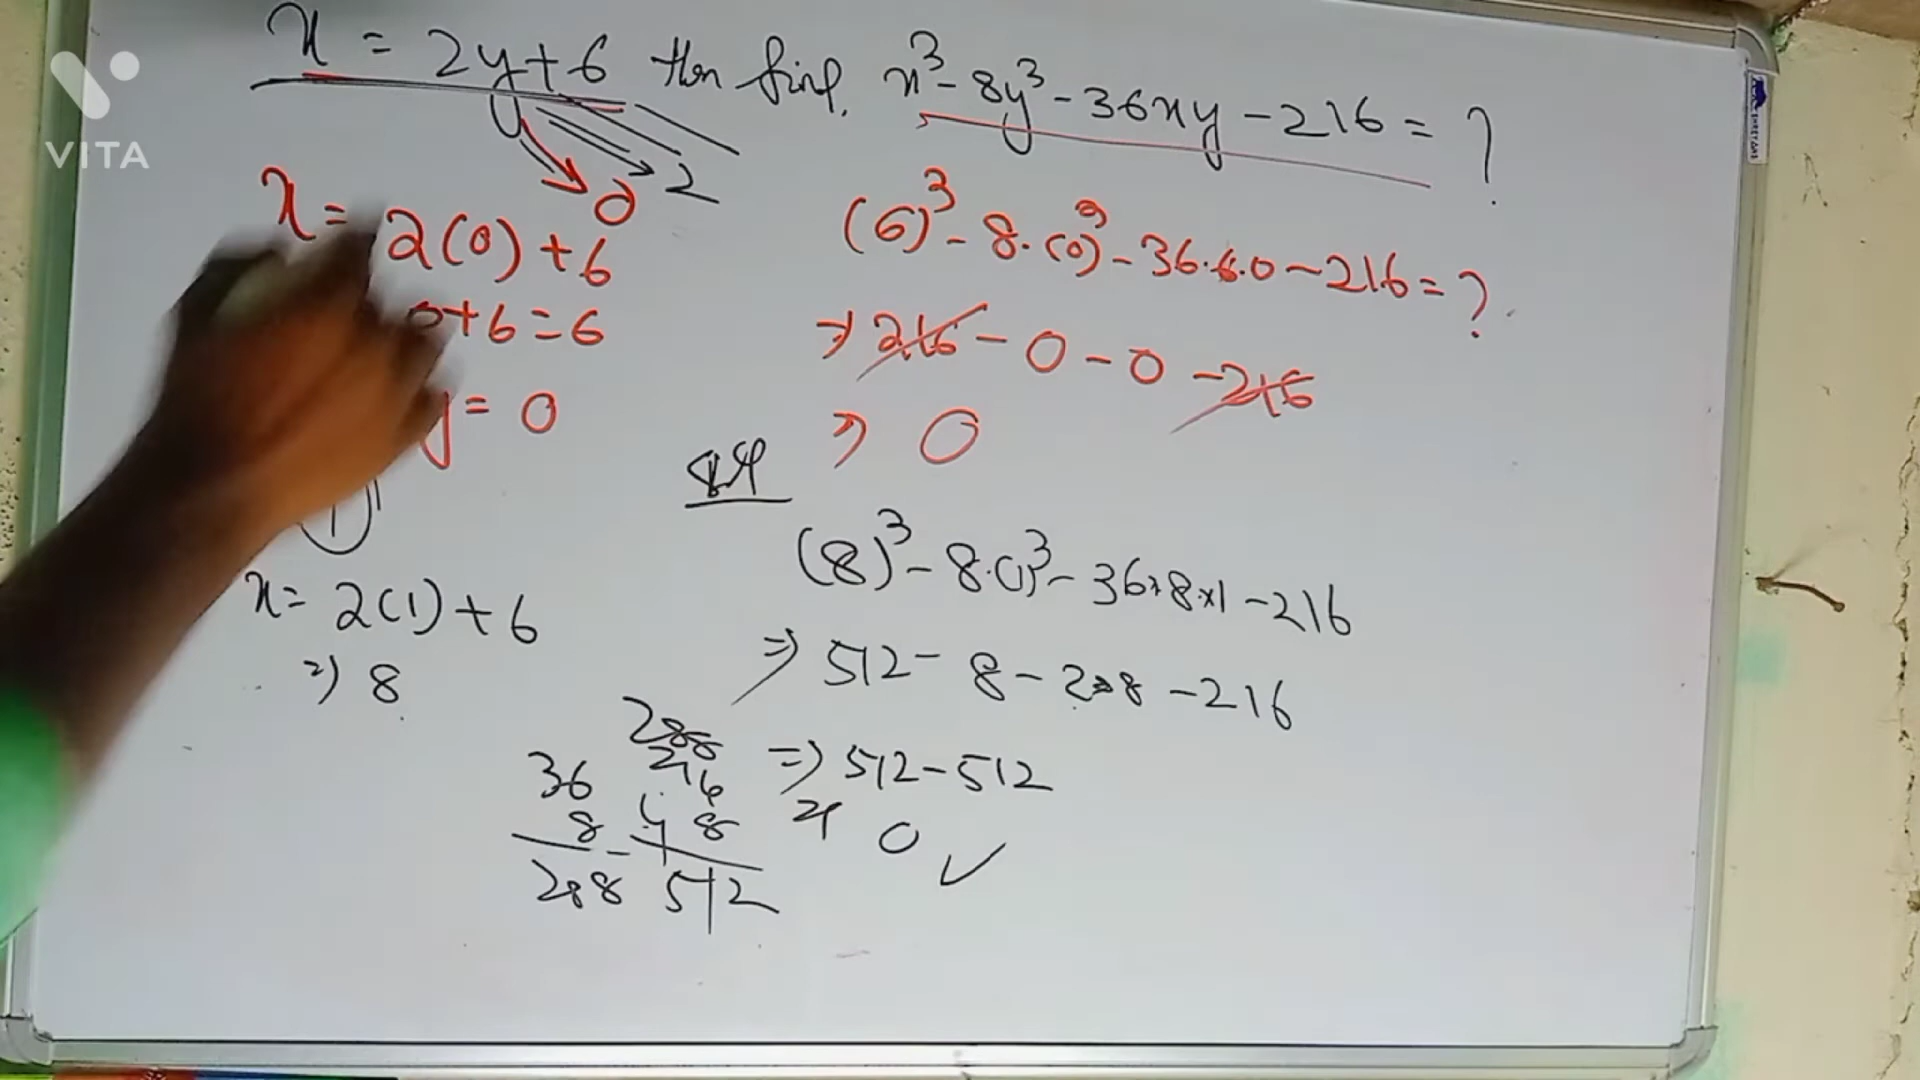 x = 2y+6 then find, x³-8y³-36xy-216 = ?
VITA
0 2
x = 2(0)+6
0+6=6
y = 0
(6)³-8.(0)³-36.6.0-216=?
⇒ 216-0-0-216
⇒ 0
1
x = 2(1)+6
⇒ 8
(8)³-8.(1)³-36×8×1-216
⇒ 512-8-288-216
⇒ 512-512
⇒ 0 ✓
36
8
288
288
216
8
512